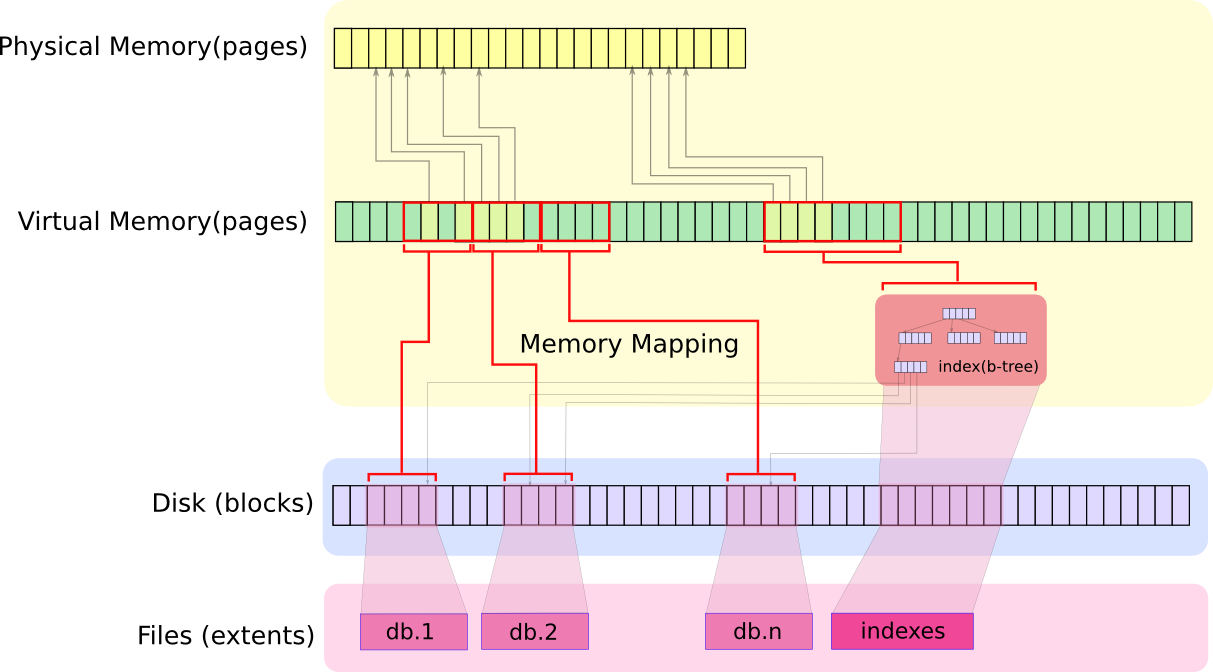 Physical Memory(pages)
Virtual Memory(pages)
Memory Mapping
index(b-tree)
Disk (blocks)
Files (extents)
db.1
db.2
db.n
indexes